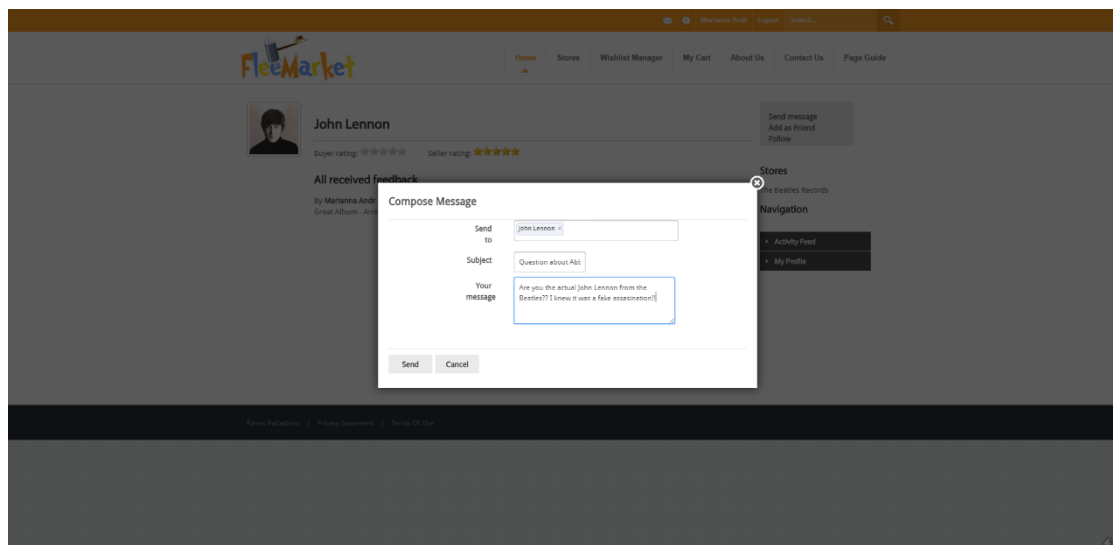 Marianna Andr Logout Search...
FleeMarket
Home Stores Wishlist Manager My Cart About Us Contact Us Page Guide
John Lennon
Buyer rating: Seller rating:
All received feedback
By Marianna Andr
Great Album - Arri
Send message
Add as Friend
Follow
Stores
The Beatles Records
Navigation
Activity Feed
My Profile
Compose Message
Send to
John Lennon ×
Subject
Question about Abb
Your message
Are you the actual John Lennon from the
Beatles?? I knew it was a fake assasination!!
Send Cancel
Privacy Statement | Terms Of Use